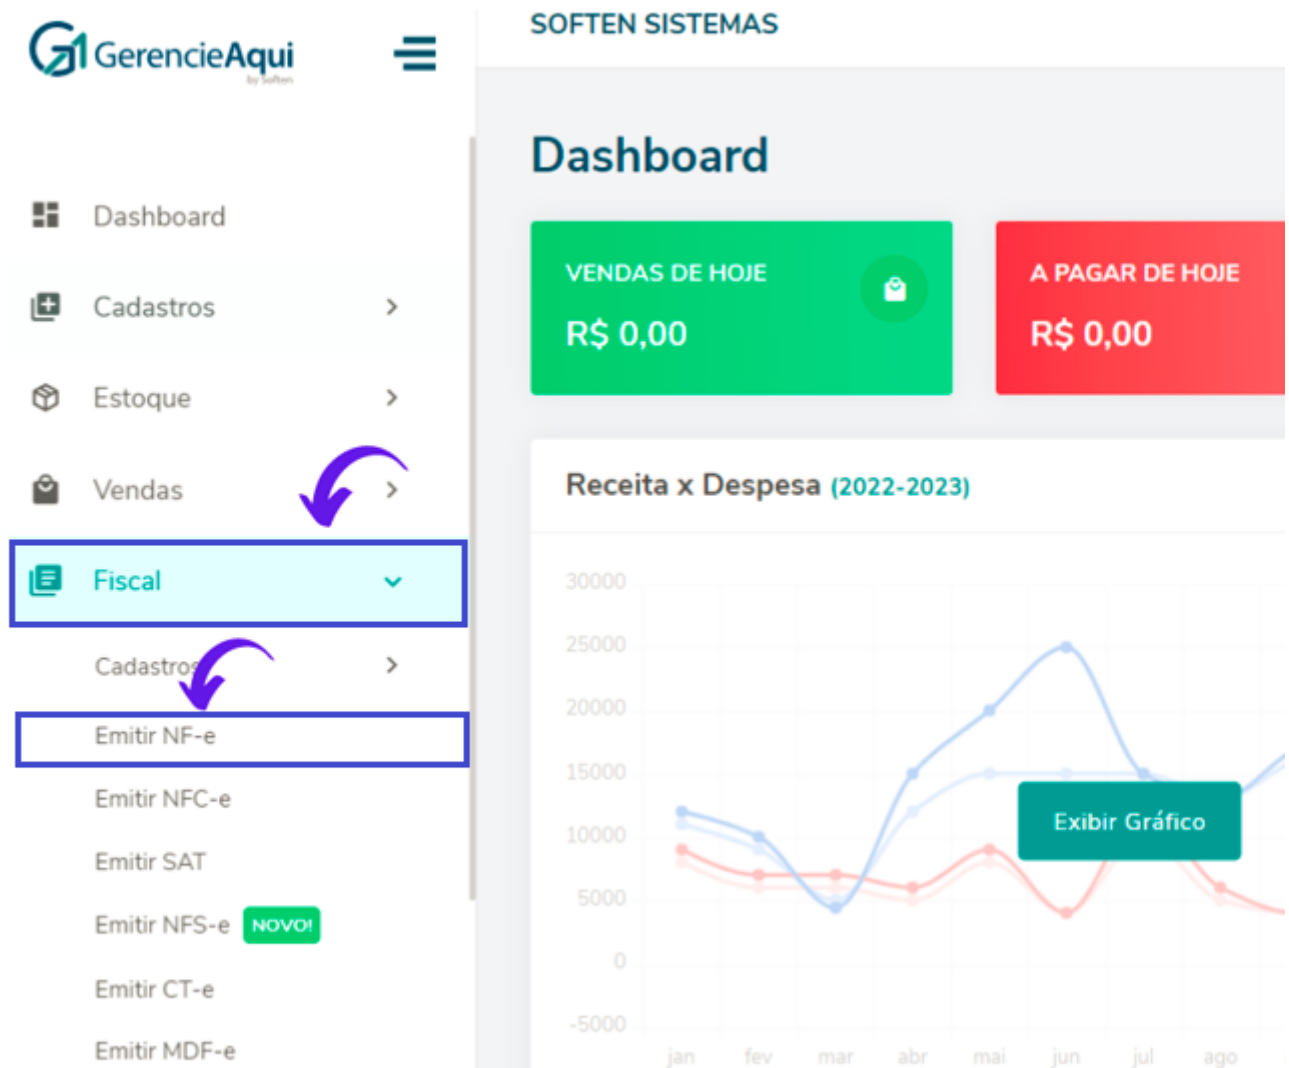 GerencieAqui
by Soften
SOFTEN SISTEMAS
Dashboard
Cadastros
Estoque
Vendas
Fiscal
Cadastros
Emitir NF-e
Emitir NFC-e
Emitir SAT
Emitir NFS-e NOVO!
Emitir CT-e
Emitir MDF-e
Dashboard
VENDAS DE HOJE
R$ 0,00
A PAGAR DE HOJE
R$ 0,00
Receita x Despesa (2022-2023)
30000
25000
20000
15000
10000
5000
0
-5000
jan fev mar abr mai jun jul ago
Exibir Gráfico